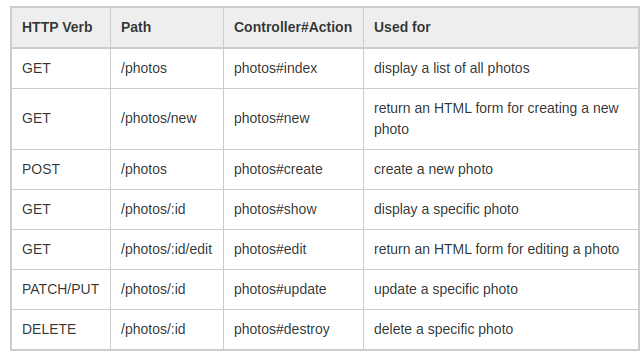 HTTP Verb Path Controller#Action Used for
GET /photos photos#index display a list of all photos
GET /photos/new photos#new return an HTML form for creating a new
photo
POST /photos photos#create create a new photo
GET /photos/:id photos#show display a specific photo
GET /photos/:id/edit photos#edit return an HTML form for editing a photo
PATCH/PUT /photos/:id photos#update update a specific photo
DELETE /photos/:id photos#destroy delete a specific photo